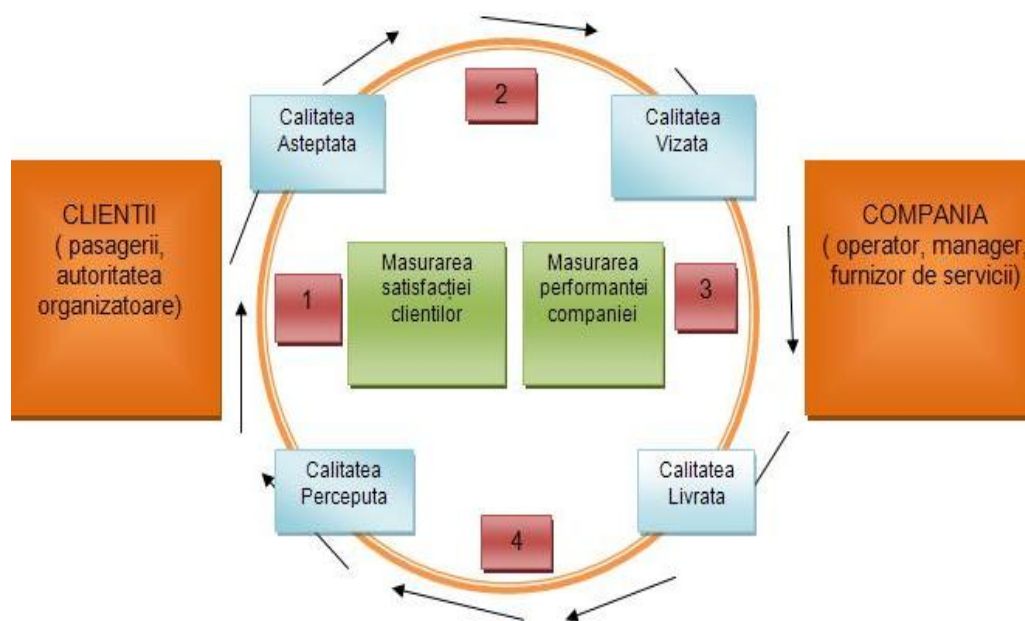 2
Calitatea
Asteptata
Calitatea
Vizata
CLIENTII
( pasagerii,
autoritatea
organizatoare)
COMPANIA
( operator, manager,
furnizor de servicii)
1
Masurarea
satisfacției
clientilor
Masurarea
performantei
companiei
3
Calitatea
Perceputa
Calitatea
Livrata
4